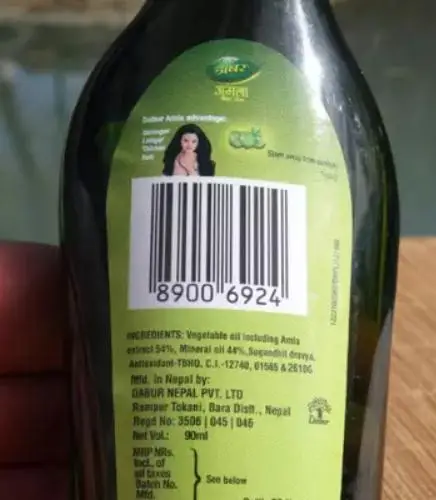 डाबर
अमला
Dabur Amla advantage:
Stronger
Longer
Thicker
hair
8900 6924
INGREDIENTS: Vegetable oil including Amla
extract 54%, Mineral oil 44%, Sugandhit dravya,
Antioxidant-TBHQ. C.I.-12740, 61565 & 26100
Mfd. in Nepal by:
DABUR NEPAL PVT. LTD
Rampur Tokani, Bara Distt., Nepal
Regd No: 3506 | 045 | 046
Net Vol.: 90ml
MRP NRs.
Incl. of
all taxes
Batch No.
Mfd.
See below